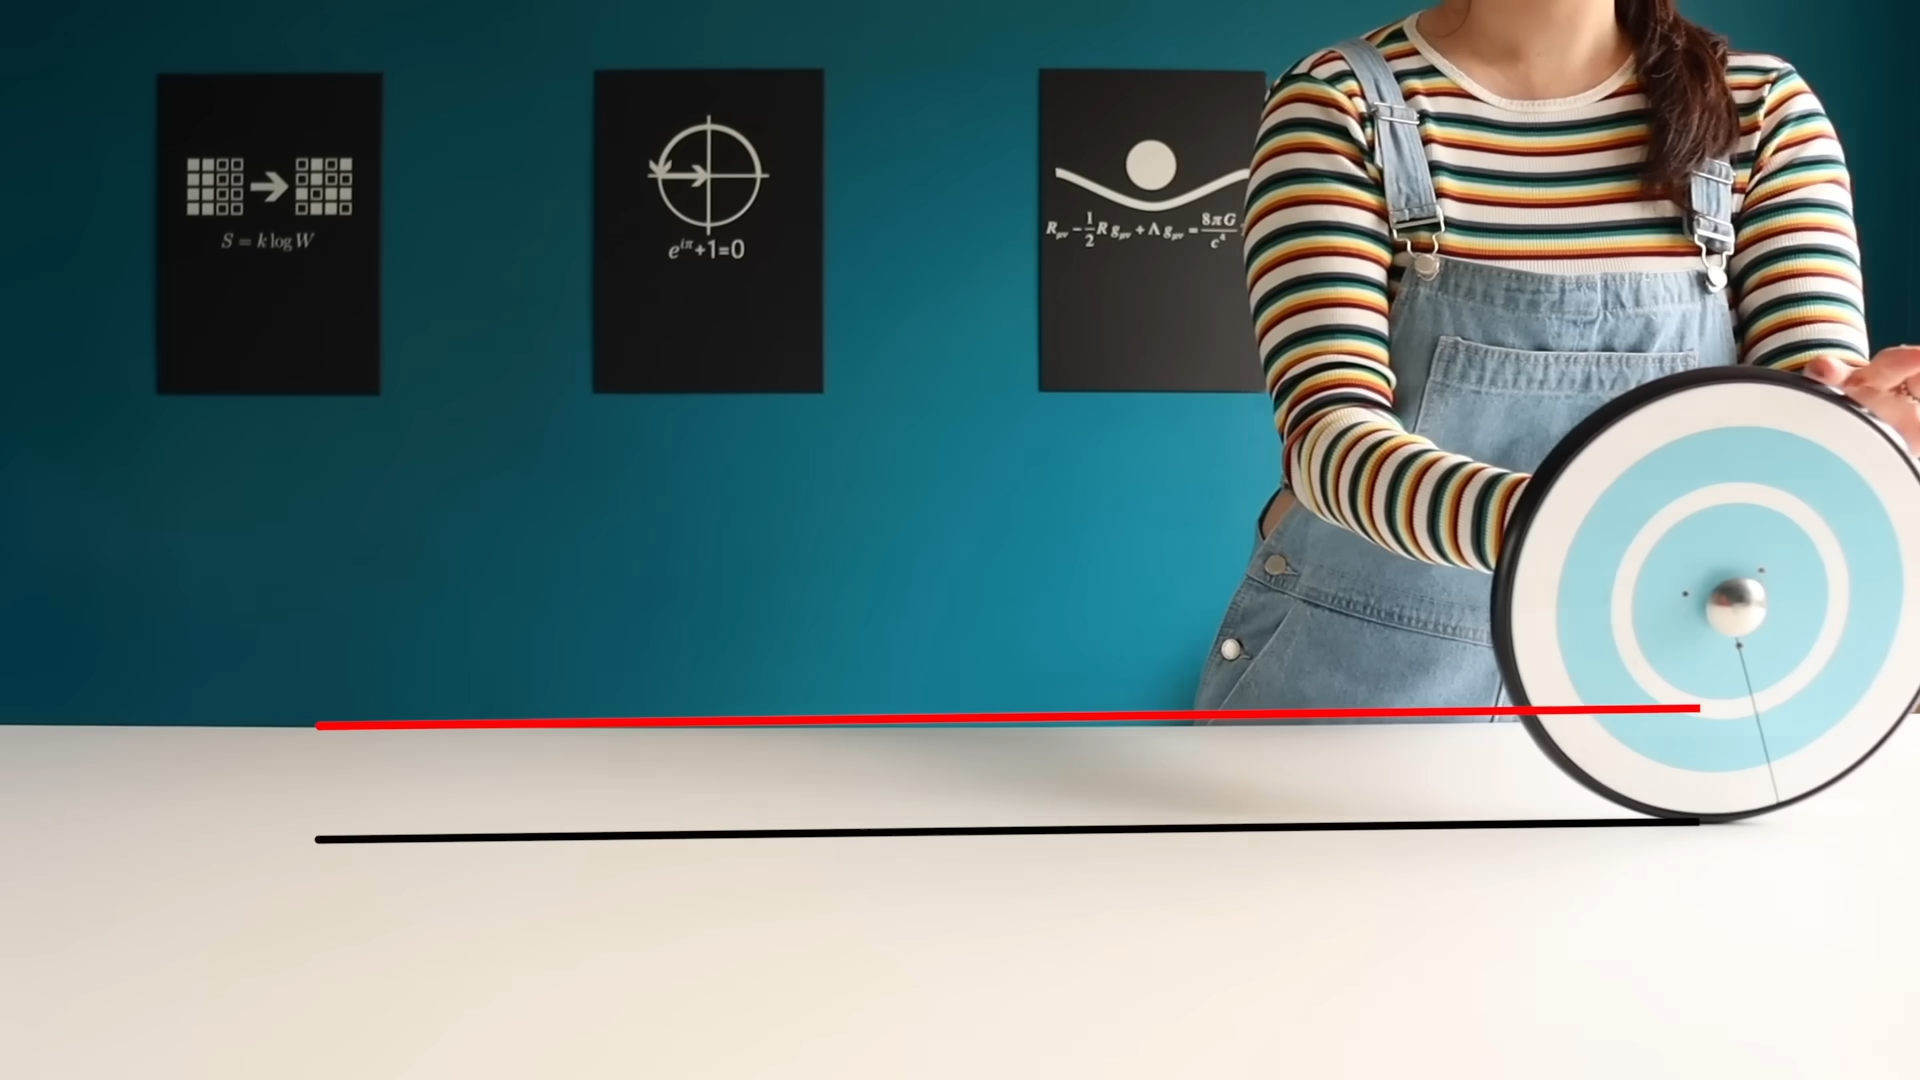 S = k log W
e^{iπ}+1=0
R_{μν} − 1/2 R g_{μν} + Λ g_{μν} = 8πG/c⁴